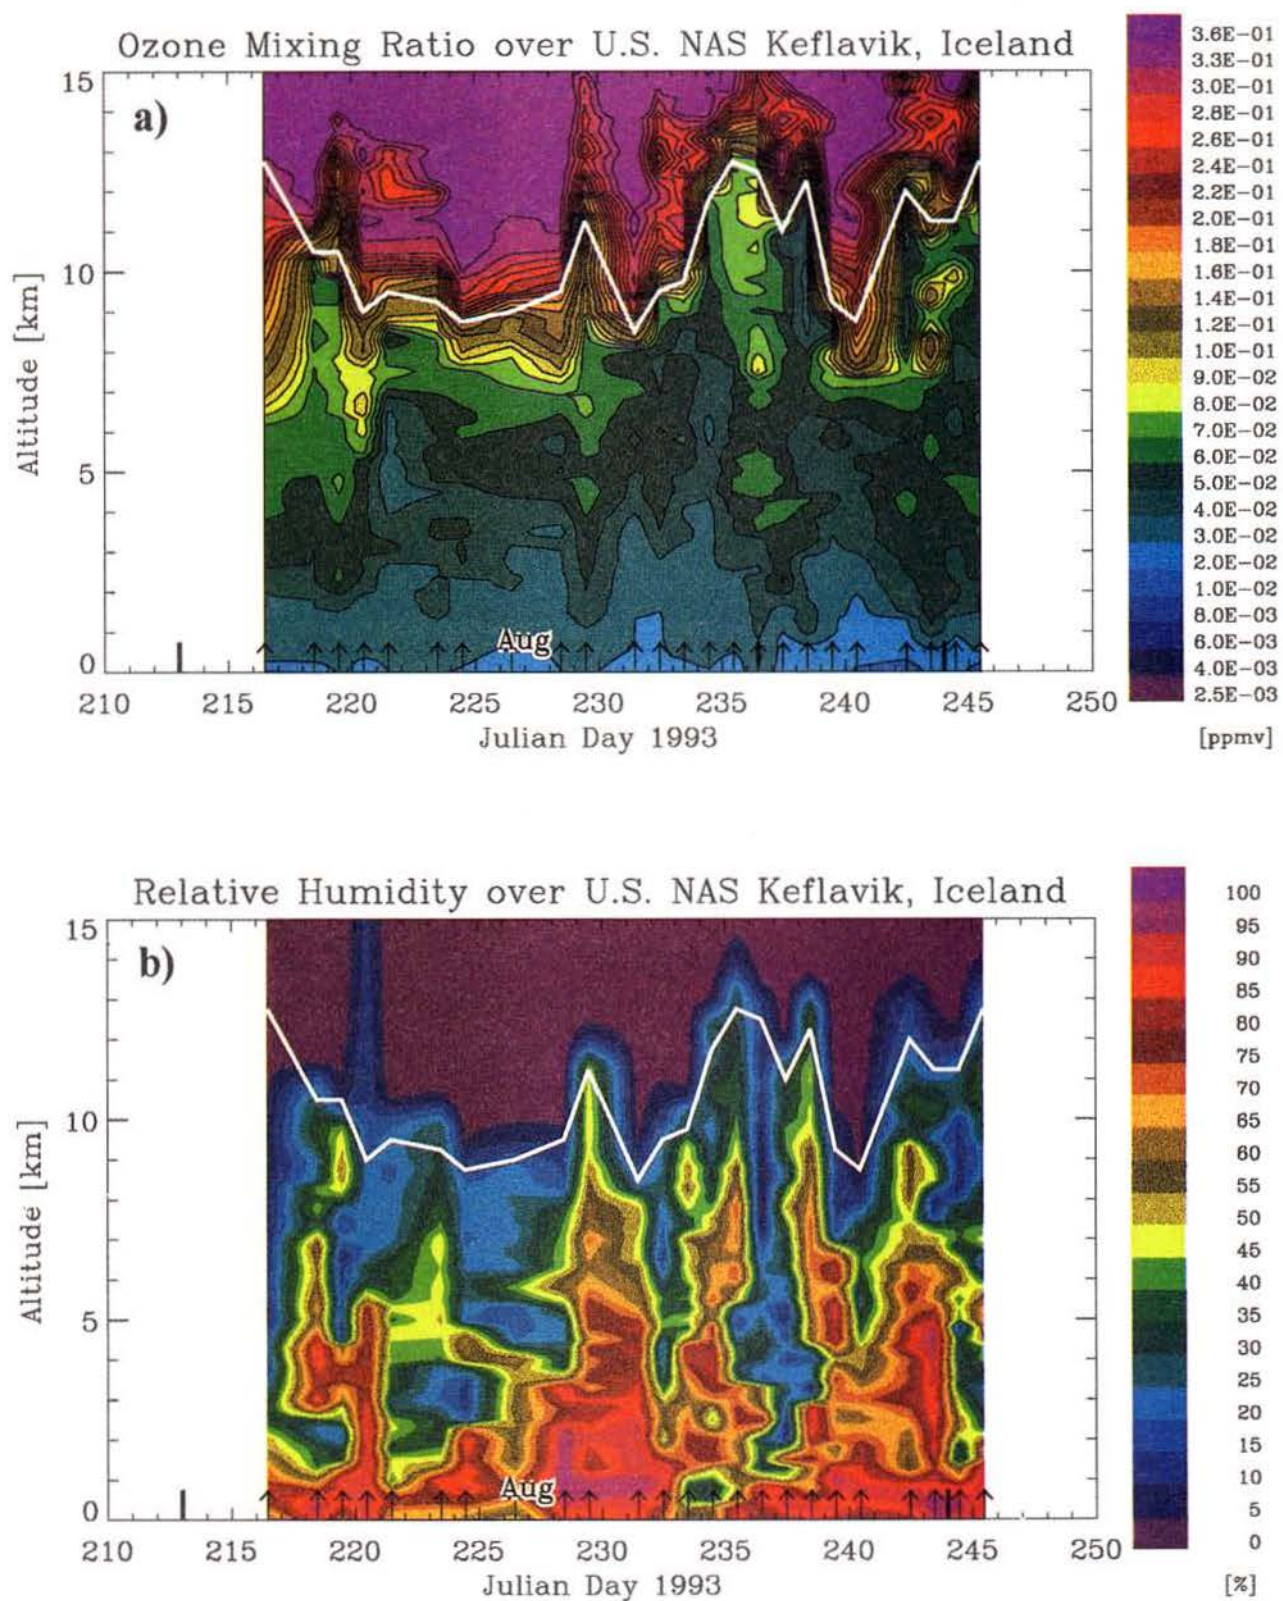 Ozone Mixing Ratio over U.S. NAS Keflavik, Iceland
a)
15
10
5
0
Altitude [km]
Aug
210 215 220 225 230 235 240 245 250
Julian Day 1993
3.6E-01
3.3E-01
3.0E-01
2.8E-01
2.6E-01
2.4E-01
2.2E-01
2.0E-01
1.8E-01
1.6E-01
1.4E-01
1.2E-01
1.0E-01
9.0E-02
8.0E-02
7.0E-02
6.0E-02
5.0E-02
4.0E-02
3.0E-02
2.0E-02
1.0E-02
8.0E-03
6.0E-03
4.0E-03
2.5E-03
[ppmv]
Relative Humidity over U.S. NAS Keflavik, Iceland
b)
15
10
5
0
Altitude [km]
Aug
210 215 220 225 230 235 240 245 250
Julian Day 1993
100
95
90
85
80
75
70
65
60
55
50
45
40
35
30
25
20
15
10
5
0
[%]